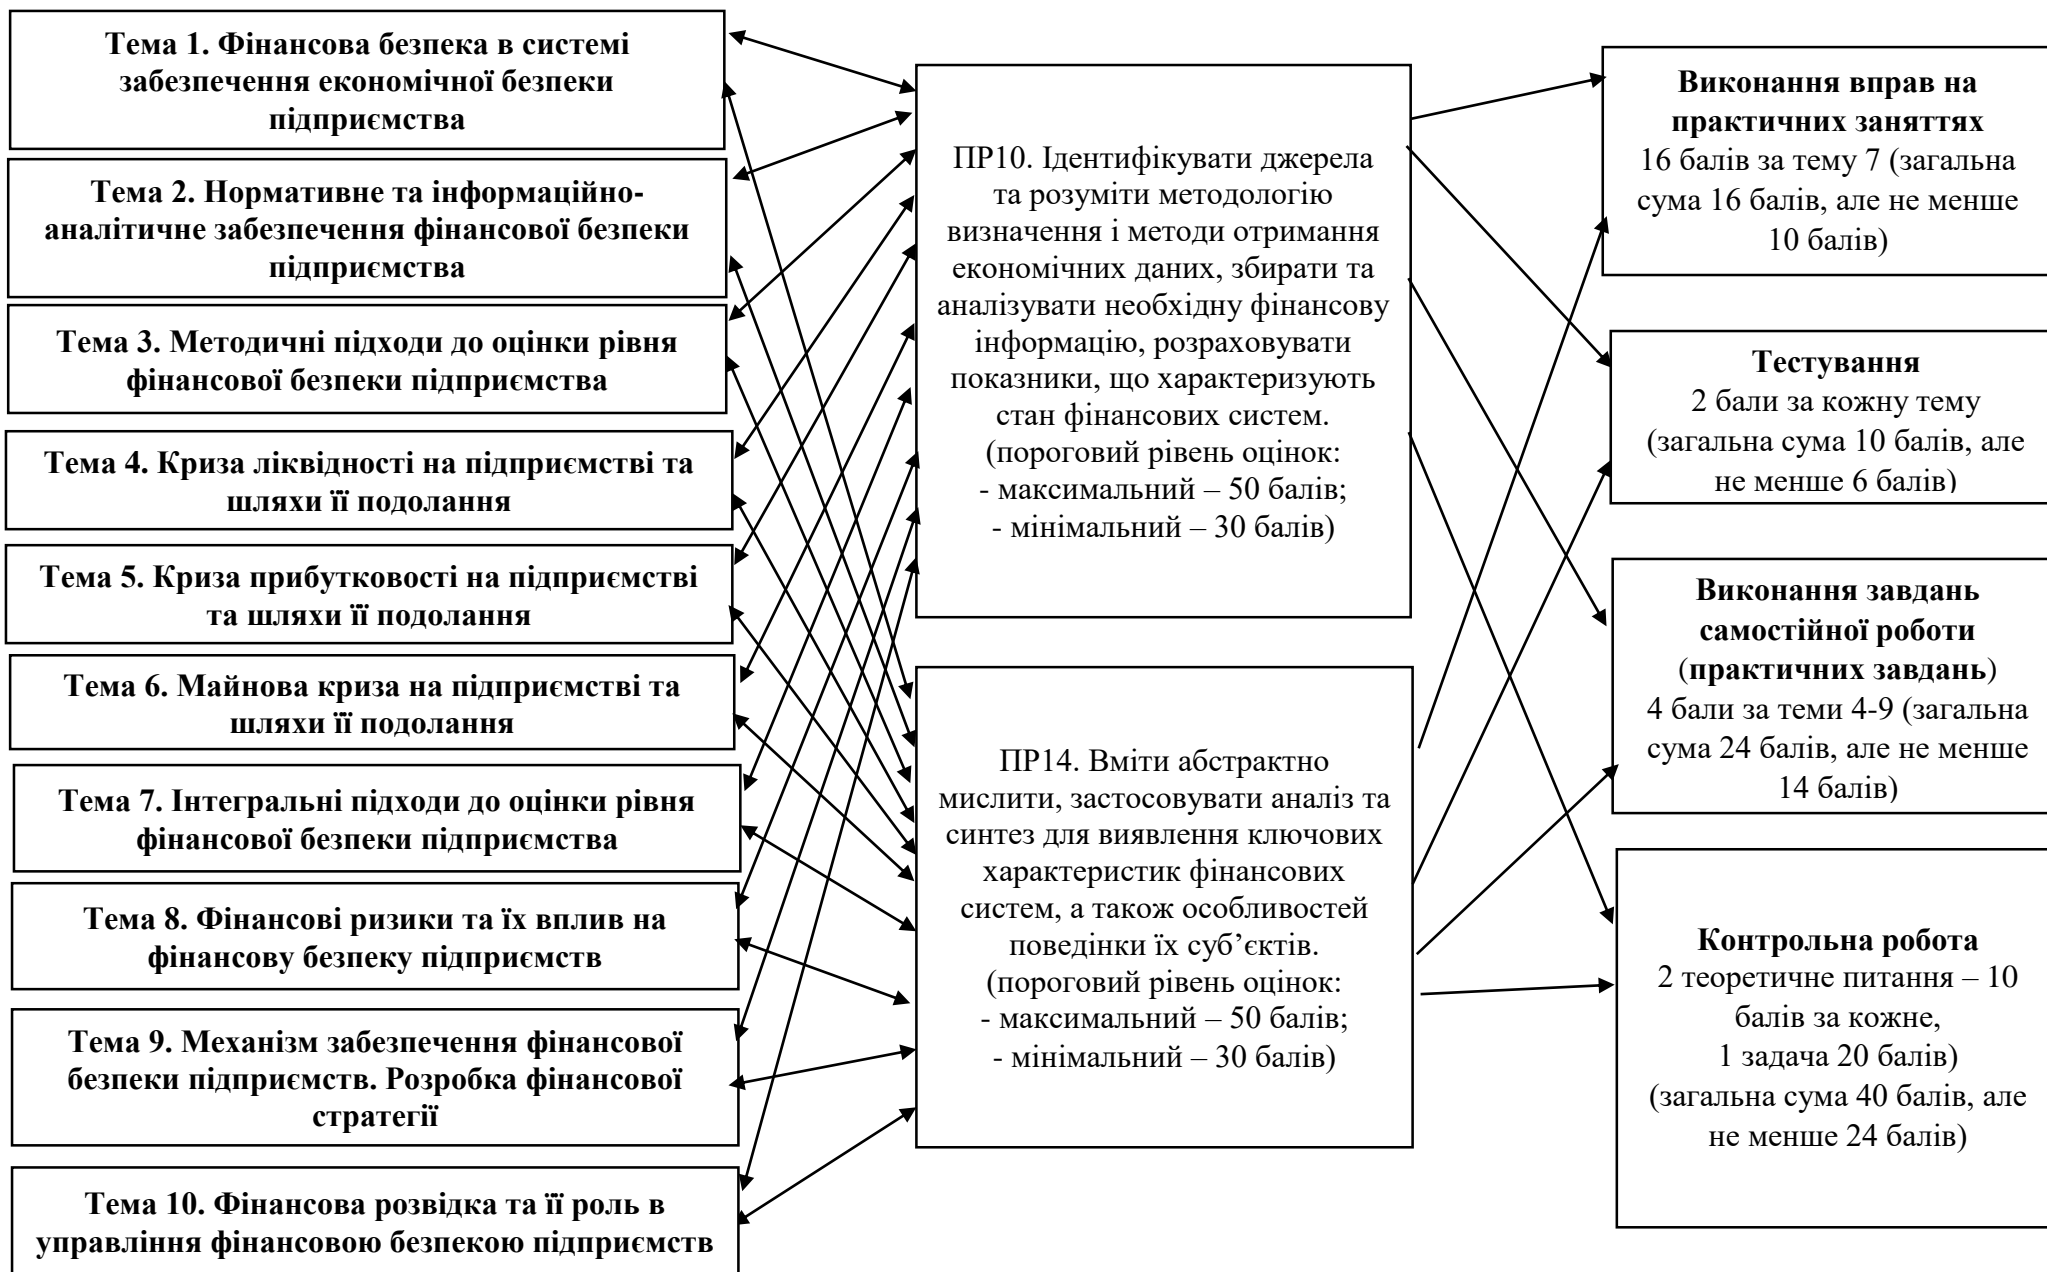 Тема 1. Фінансова безпека в системі
забезпечення економічної безпеки
підприємства
Тема 2. Нормативне та інформаційно-
аналітичне забезпечення фінансової безпеки
підприємства
Тема 3. Методичні підходи до оцінки рівня
фінансової безпеки підприємства
Тема 4. Криза ліквідності на підприємстві та
шляхи її подолання
Тема 5. Криза прибутковості на підприємстві
та шляхи її подолання
Тема 6. Майнова криза на підприємстві та
шляхи її подолання
Тема 7. Інтегральні підходи до оцінки рівня
фінансової безпеки підприємства
Тема 8. Фінансові ризики та їх вплив на
фінансову безпеку підприємств
Тема 9. Механізм забезпечення фінансової
безпеки підприємств. Розробка фінансової
стратегії
Тема 10. Фінансова розвідка та її роль в
управління фінансовою безпекою підприємств
ПР10. Ідентифікувати джерела
та розуміти методологію
визначення і методи отримання
економічних даних, збирати та
аналізувати необхідну фінансову
інформацію, розраховувати
показники, що характеризують
стан фінансових систем.
(пороговий рівень оцінок:
- максимальний – 50 балів;
- мінімальний – 30 балів)
ПР14. Вміти абстрактно
мислити, застосовувати аналіз та
синтез для виявлення ключових
характеристик фінансових
систем, а також особливостей
поведінки їх суб’єктів.
(пороговий рівень оцінок:
- максимальний – 50 балів;
- мінімальний – 30 балів)
Виконання вправ на
практичних заняттях
16 балів за тему 7 (загальна
сума 16 балів, але не менше
10 балів)
Тестування
2 бали за кожну тему
(загальна сума 10 балів, але
не менше 6 балів)
Виконання завдань
самостійної роботи
(практичних завдань)
4 бали за теми 4-9 (загальна
сума 24 балів, але не менше
14 балів)
Контрольна робота
2 теоретичне питання – 10
балів за кожне,
1 задача 20 балів)
(загальна сума 40 балів, але
не менше 24 балів)